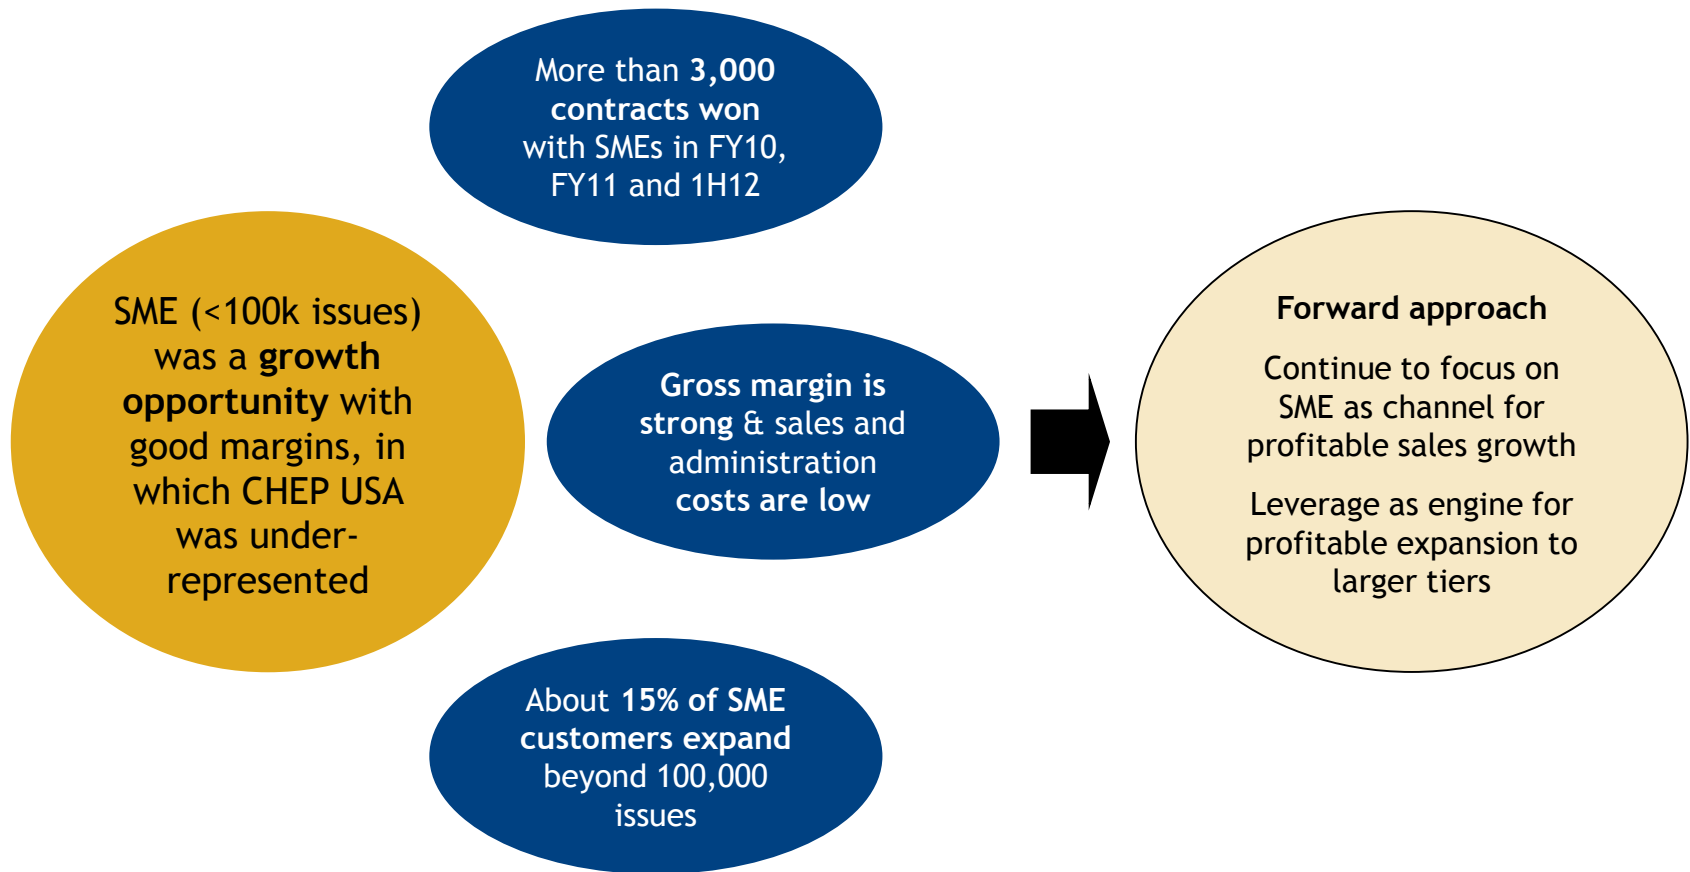 More than 3,000
contracts won
with SMEs in FY10,
FY11 and 1H12
SME (<100k issues)
was a growth
opportunity with
good margins, in
which CHEP USA
was under-
represented
Gross margin is
strong & sales and
administration
costs are low
About 15% of SME
customers expand
beyond 100,000
issues
Forward approach
Continue to focus on
SME as channel for
profitable sales growth
Leverage as engine for
profitable expansion to
larger tiers